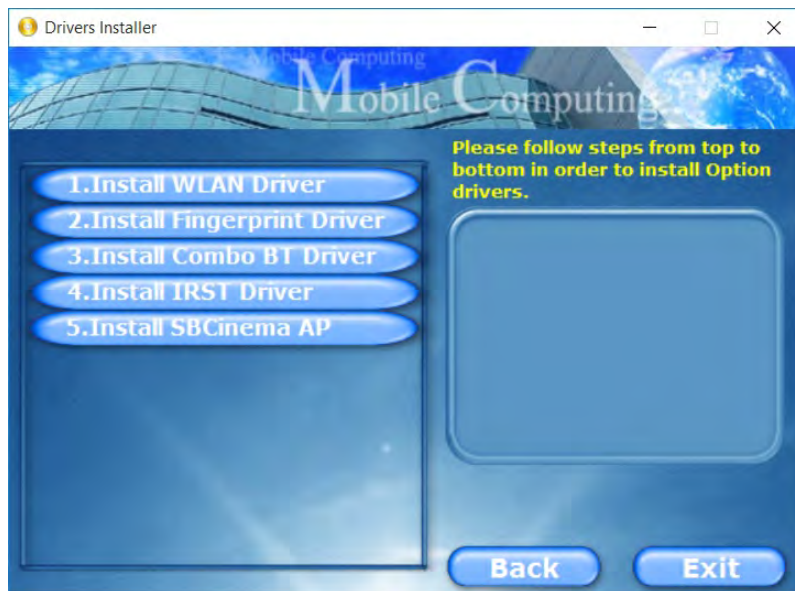 Drivers Installer
Mobile Computing
Mobile Computing
Please follow steps from top to
bottom in order to install Option
drivers.
1.Install WLAN Driver
2.Install Fingerprint Driver
3.Install Combo BT Driver
4.Install IRST Driver
5.Install SBCinema AP
Back
Exit